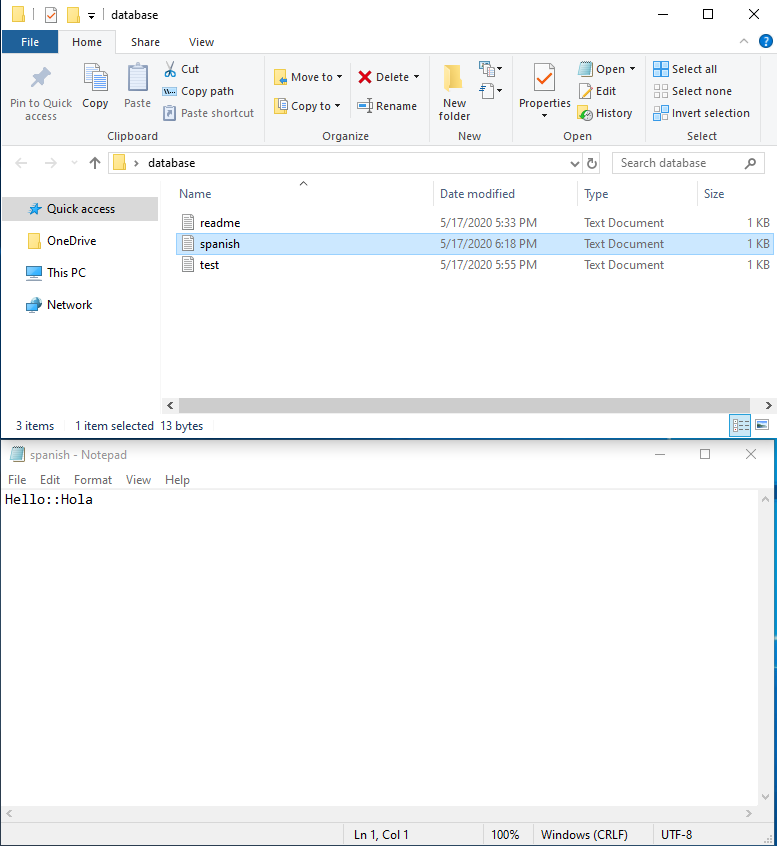 database
File Home Share View
Pin to Quick access
Copy
Paste
Cut
Copy path
Paste shortcut
Clipboard
Move to
Copy to
Delete
Rename
Organize
New folder
New
Properties
Open
Edit
History
Open
Select all
Select none
Invert selection
Select
database
Search database
Quick access
OneDrive
This PC
Network
Name Date modified Type Size
readme 5/17/2020 5:33 PM Text Document 1 KB
spanish 5/17/2020 6:18 PM Text Document 1 KB
test 5/17/2020 5:55 PM Text Document 1 KB
3 items 1 item selected 13 bytes
spanish - Notepad
File Edit Format View Help
Hello::Hola
Ln 1, Col 1 100% Windows (CRLF) UTF-8